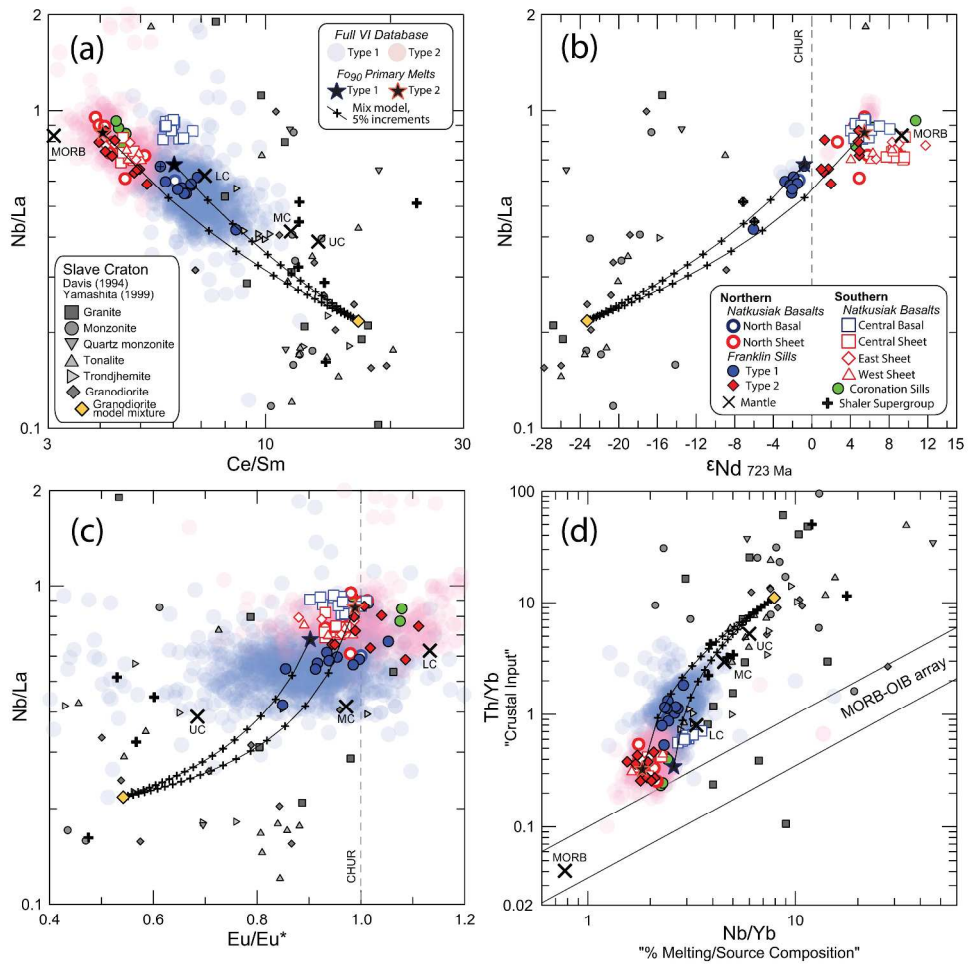 (a)
Full VI Database
Type 1 Type 2
Fo90 Primary Melts
Type 1 Type 2
Mix model,
5% increments
MORB
LC
MC
UC
Slave Craton
Davis (1994)
Yamashita (1999)
Granite
Monzonite
Quartz monzonite
Tonalite
Trondjhemite
Granodiorite
Granodiorite
model mixture
2
1
0.1
Nb/La
3 10 30
Ce/Sm
(b)
CHUR
MORB
Northern
Natkusiak Basalts
North Basal
North Sheet
Franklin Sills
Type 1
Type 2
Mantle
Southern
Natkusiak Basalts
Central Basal
Central Sheet
East Sheet
West Sheet
Coronation Sills
Shaler Supergroup
2
1
0.1
Nb/La
-28 -24 -20 -16 -12 -8 -4 0 4 8 12 15
εNd 723 Ma
(c)
UC
MC
LC
CHUR
2
1
0.1
Nb/La
0.4 0.6 0.8 1.0 1.2
Eu/Eu*
(d)
UC
MC
LC
MORB-OIB array
MORB
100
10
1
0.1
0.02
Th/Yb
"Crustal Input"
1 10
Nb/Yb
"% Melting/Source Composition"